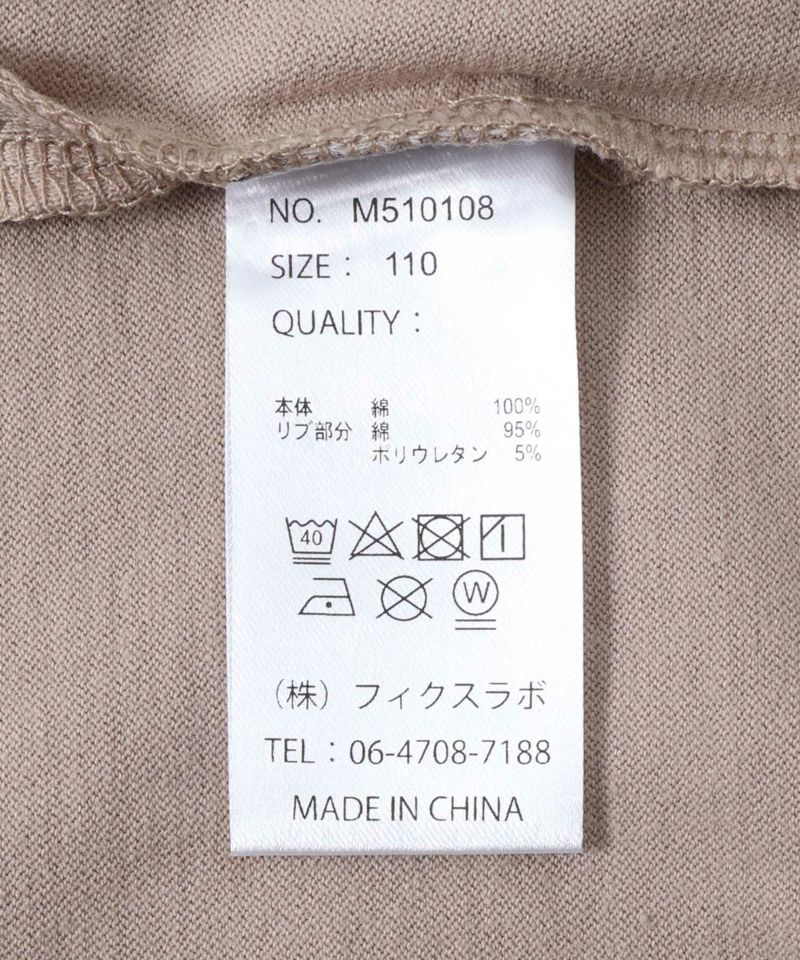 NO. M510108
SIZE : 110
QUALITY :
本体 綿 100%
リブ部分 綿 95%
ポリウレタン 5%
40
W
（株）フィクスラボ
TEL : 06-4708-7188
MADE IN CHINA